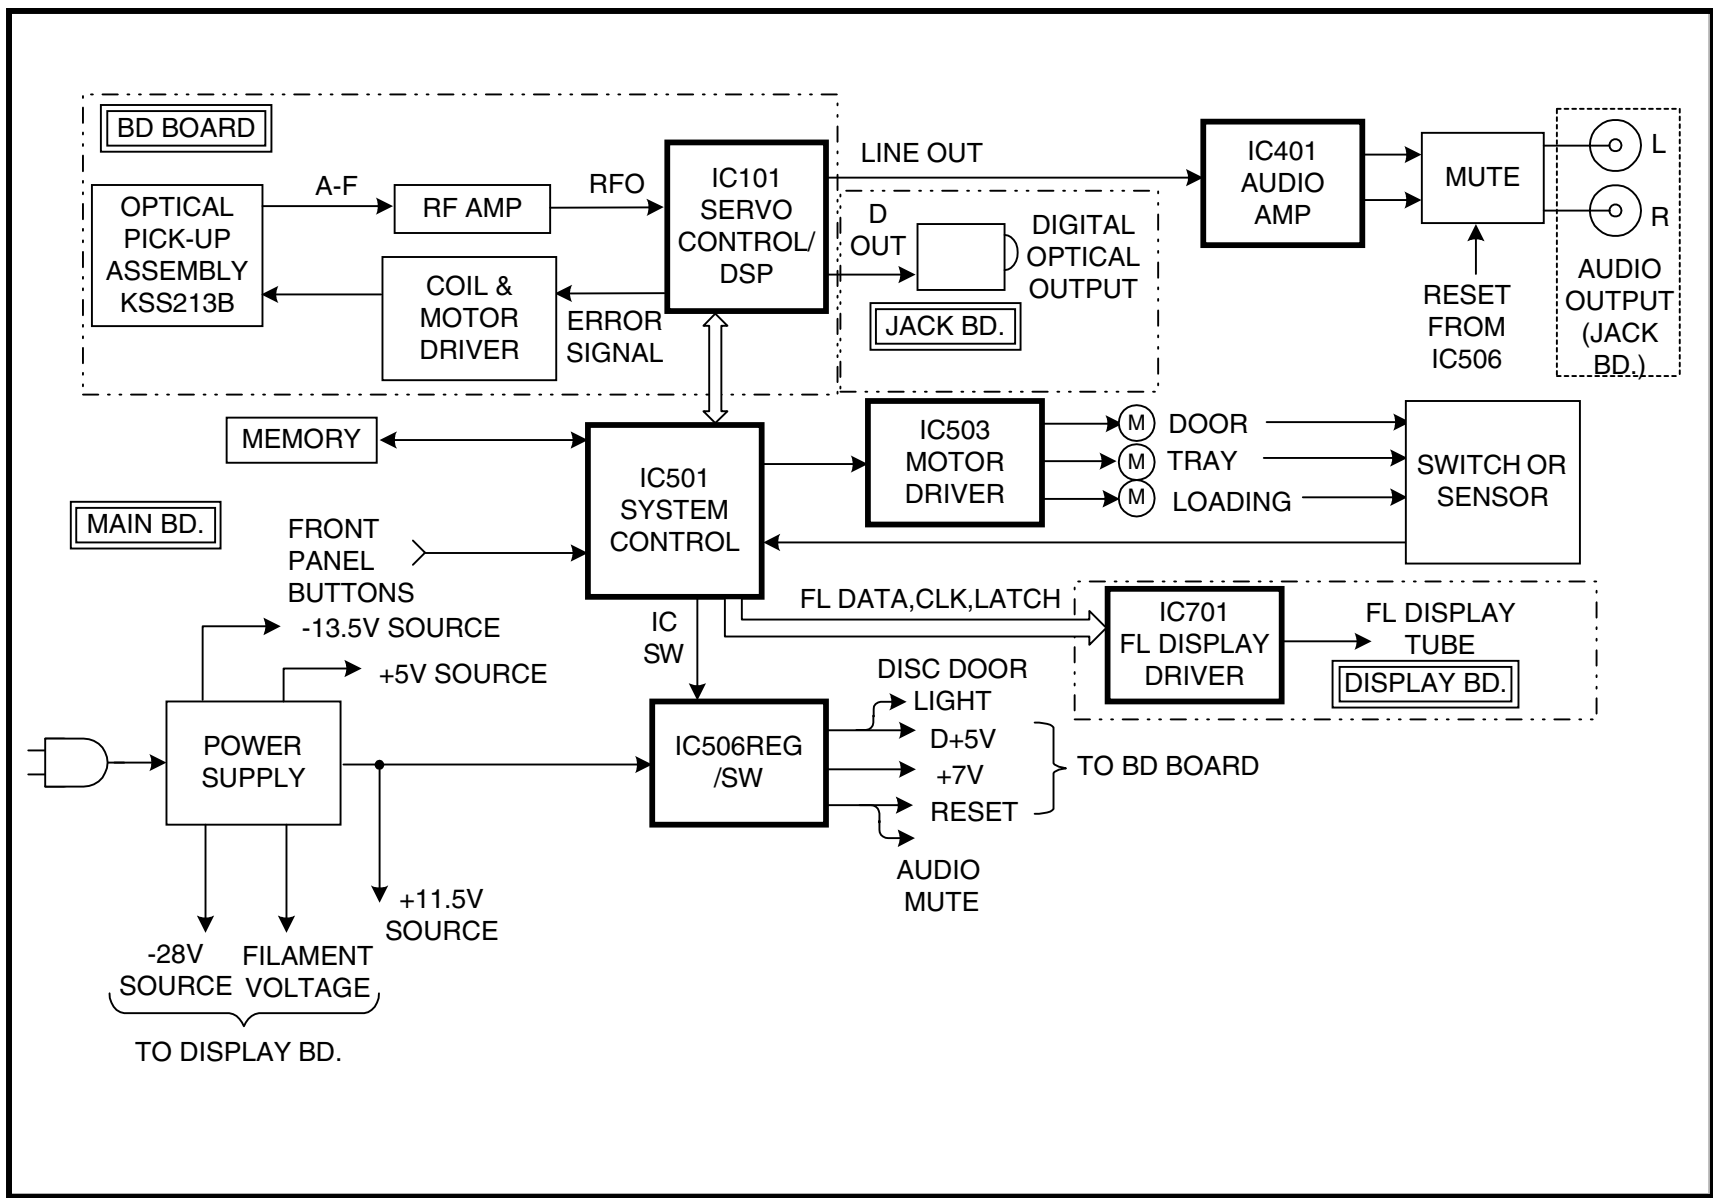 BD BOARD
OPTICAL
PICK-UP
ASSEMBLY
KSS213B
A-F
RF AMP
RFO
IC101
SERVO
CONTROL/
DSP
COIL &
MOTOR
DRIVER
ERROR
SIGNAL
LINE OUT
D
OUT
DIGITAL
OPTICAL
OUTPUT
JACK BD.
IC401
AUDIO
AMP
MUTE
RESET
FROM
IC506
L
R
AUDIO
OUTPUT
(JACK
BD.)
MEMORY
MAIN BD.
FRONT
PANEL
BUTTONS
IC501
SYSTEM
CONTROL
IC503
MOTOR
DRIVER
M
DOOR
M
TRAY
M
LOADING
SWITCH OR
SENSOR
-13.5V SOURCE
+5V SOURCE
IC
SW
FL DATA,CLK,LATCH
IC701
FL DISPLAY
DRIVER
FL DISPLAY
TUBE
DISPLAY BD.
POWER
SUPPLY
IC506REG
/SW
DISC DOOR
LIGHT
D+5V
+7V
RESET
TO BD BOARD
AUDIO
MUTE
+11.5V
SOURCE
-28V
SOURCE
FILAMENT
VOLTAGE
TO DISPLAY BD.